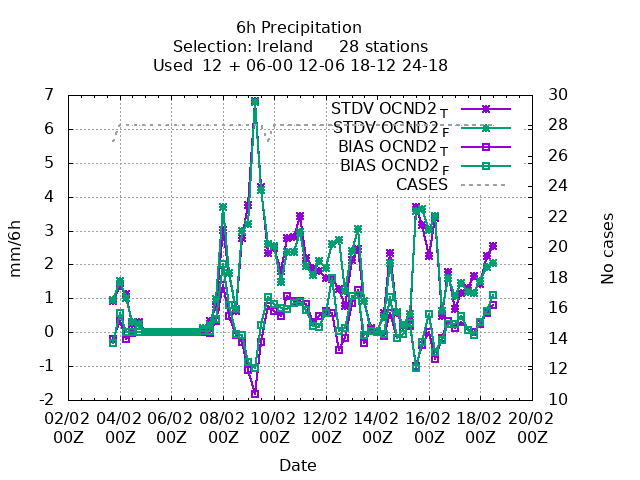 6h Precipitation
Selection: Ireland 28 stations
Used 12 + 06-00 12-06 18-12 24-18
STDV OCND2 T
STDV OCND2 F
BIAS OCND2 T
BIAS OCND2 F
CASES
7
6
5
4
3
2
1
0
-1
-2
mm/6h
30
28
26
24
22
20
18
16
14
12
10
No cases
02/02 04/02 06/02 08/02 10/02 12/02 14/02 16/02 18/02 20/02
00Z 00Z 00Z 00Z 00Z 00Z 00Z 00Z 00Z 00Z
Date